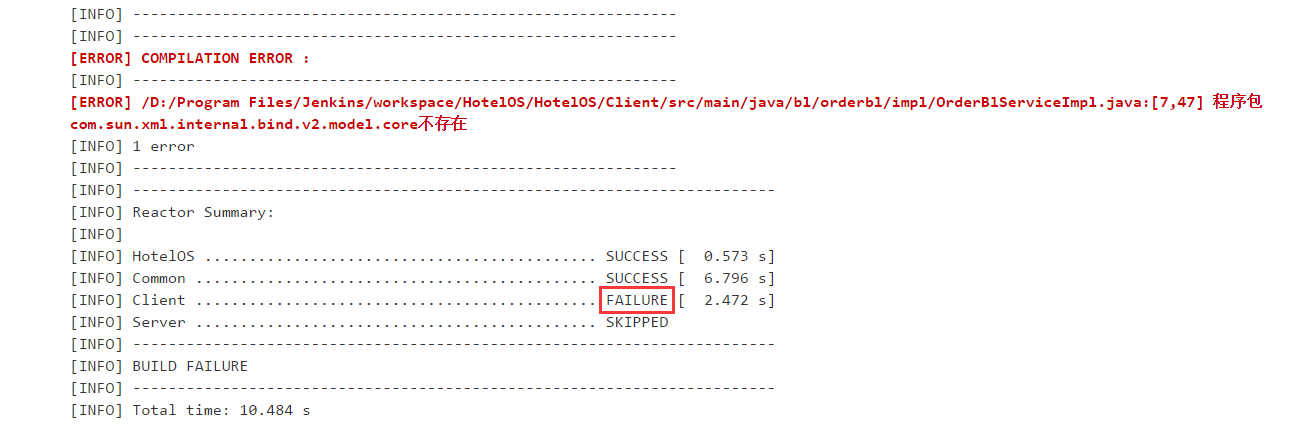 [INFO] -------------------------------------------------------------
[INFO] -------------------------------------------------------------
[ERROR] COMPILATION ERROR :
[INFO] -------------------------------------------------------------
[ERROR] /D:/Program Files/Jenkins/workspace/HotelOS/HotelOS/Client/src/main/java/bl/orderbl/impl/OrderBlServiceImpl.java:[7,47] 程序包
com.sun.xml.internal.bind.v2.model.core不存在
[INFO] 1 error
[INFO] -------------------------------------------------------------
[INFO] ------------------------------------------------------------------------
[INFO] Reactor Summary:
[INFO]
[INFO] HotelOS ............................................ SUCCESS [  0.573 s]
[INFO] Common ............................................. SUCCESS [  6.796 s]
[INFO] Client ............................................. FAILURE [  2.472 s]
[INFO] Server ............................................. SKIPPED
[INFO] ------------------------------------------------------------------------
[INFO] BUILD FAILURE
[INFO] ------------------------------------------------------------------------
[INFO] Total time: 10.484 s